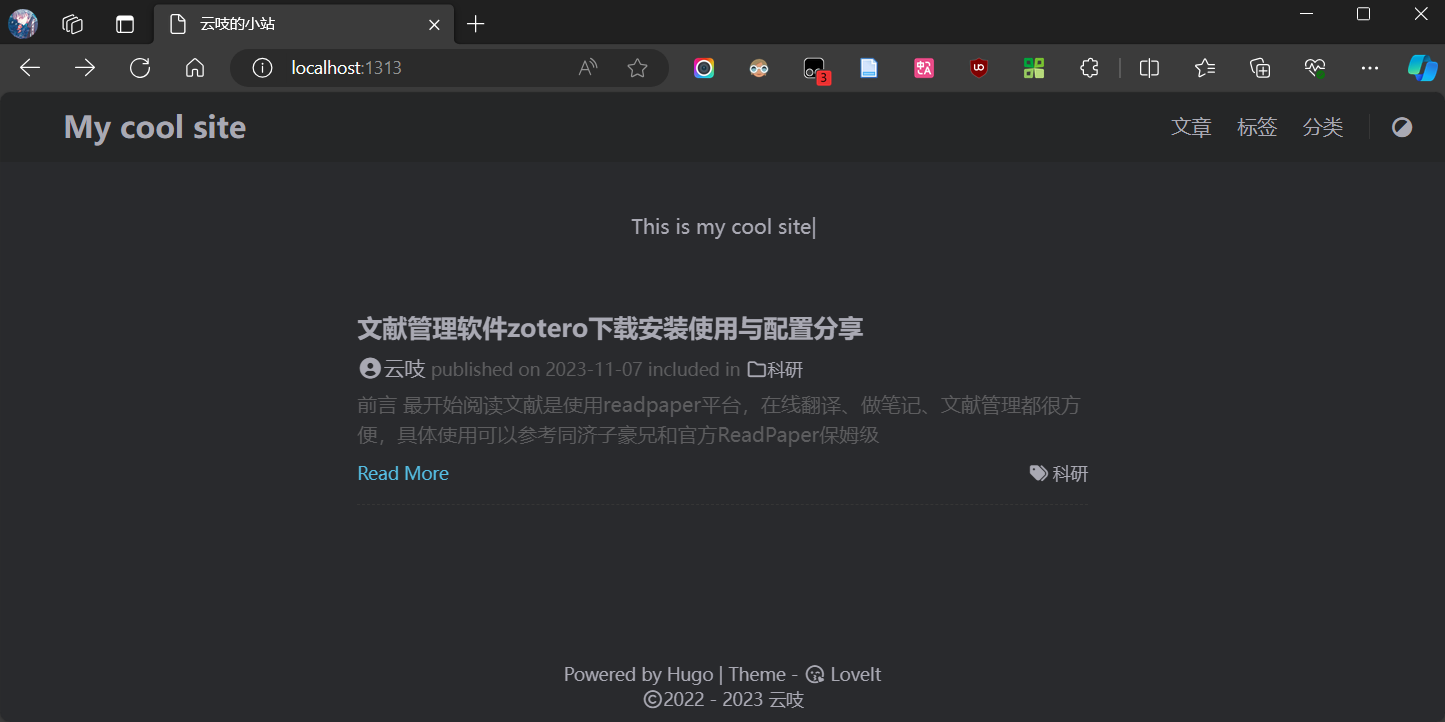 云吱的小站
localhost:1313
3
My cool site
文章 标签 分类
This is my cool site|
文献管理软件zotero下载安装使用与配置分享
云吱 published on 2023-11-07 included in 科研
前言 最开始阅读文献是使用readpaper平台，在线翻译、做笔记、文献管理都很方
便，具体使用可以参考同济子豪兄和官方ReadPaper保姆级
Read More
科研
Powered by Hugo | Theme - LoveIt
©2022 - 2023 云吱